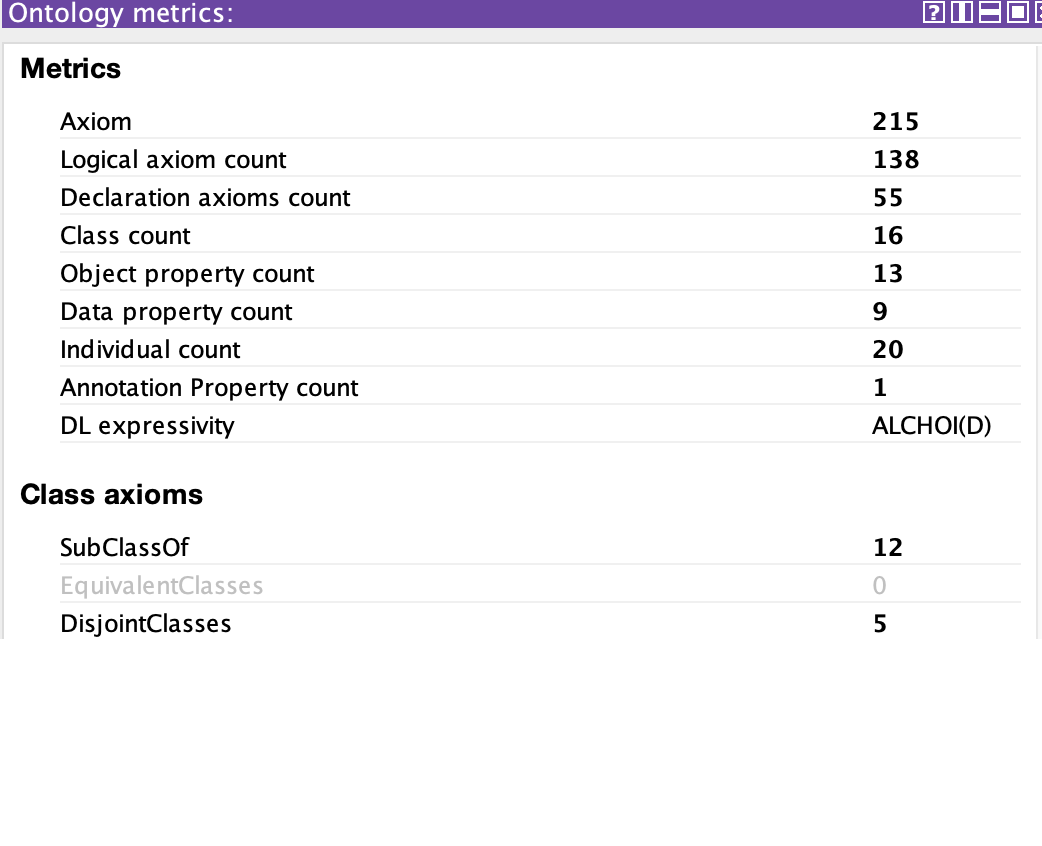 Ontology metrics:
Metrics
Axiom 215
Logical axiom count 138
Declaration axioms count 55
Class count 16
Object property count 13
Data property count 9
Individual count 20
Annotation Property count 1
DL expressivity ALCHOI(D)
Class axioms
SubClassOf 12
EquivalentClasses 0
DisjointClasses 5